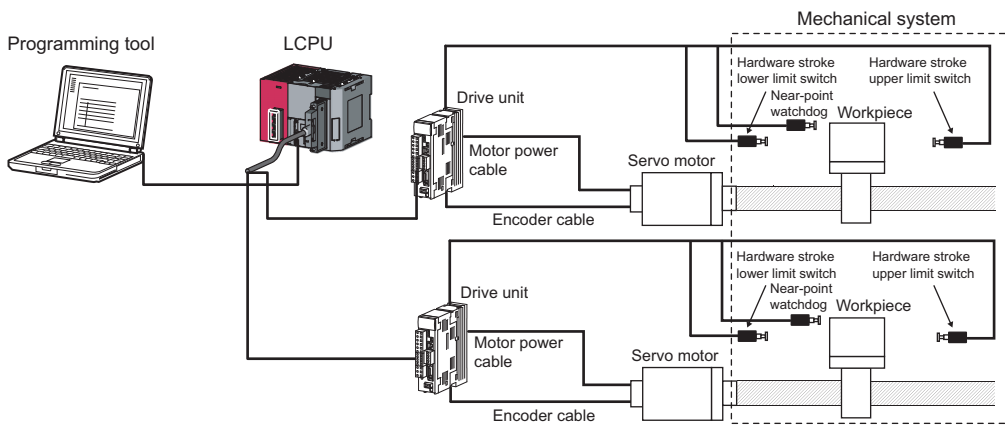 Mechanical system
Programming tool
LCPU
Hardware stroke
lower limit switch
Near-point
watchdog
Hardware stroke
upper limit switch
Workpiece
Drive unit
Motor power
cable
Servo motor
Encoder cable
Hardware stroke
lower limit switch
Near-point
watchdog
Hardware stroke
upper limit switch
Workpiece
Drive unit
Motor power
cable
Servo motor
Encoder cable